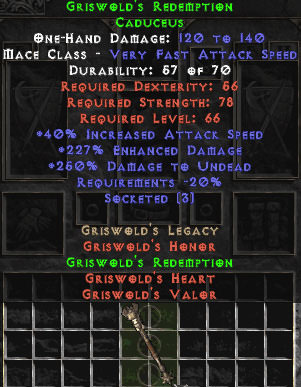 Griswold's Redemption
Caduceus
One-Hand Damage: 120 to 140
Mace Class - Very Fast Attack Speed
Durability: 57 of 70
Required Dexterity: 56
Required Strength: 78
Required Level: 66
+40% Increased Attack Speed
+227% Enhanced Damage
+250% Damage to Undead
Requirements -20%
Socketed (3)
Griswold's Legacy
Griswold's Honor
Griswold's Redemption
Griswold's Heart
Griswold's Valor